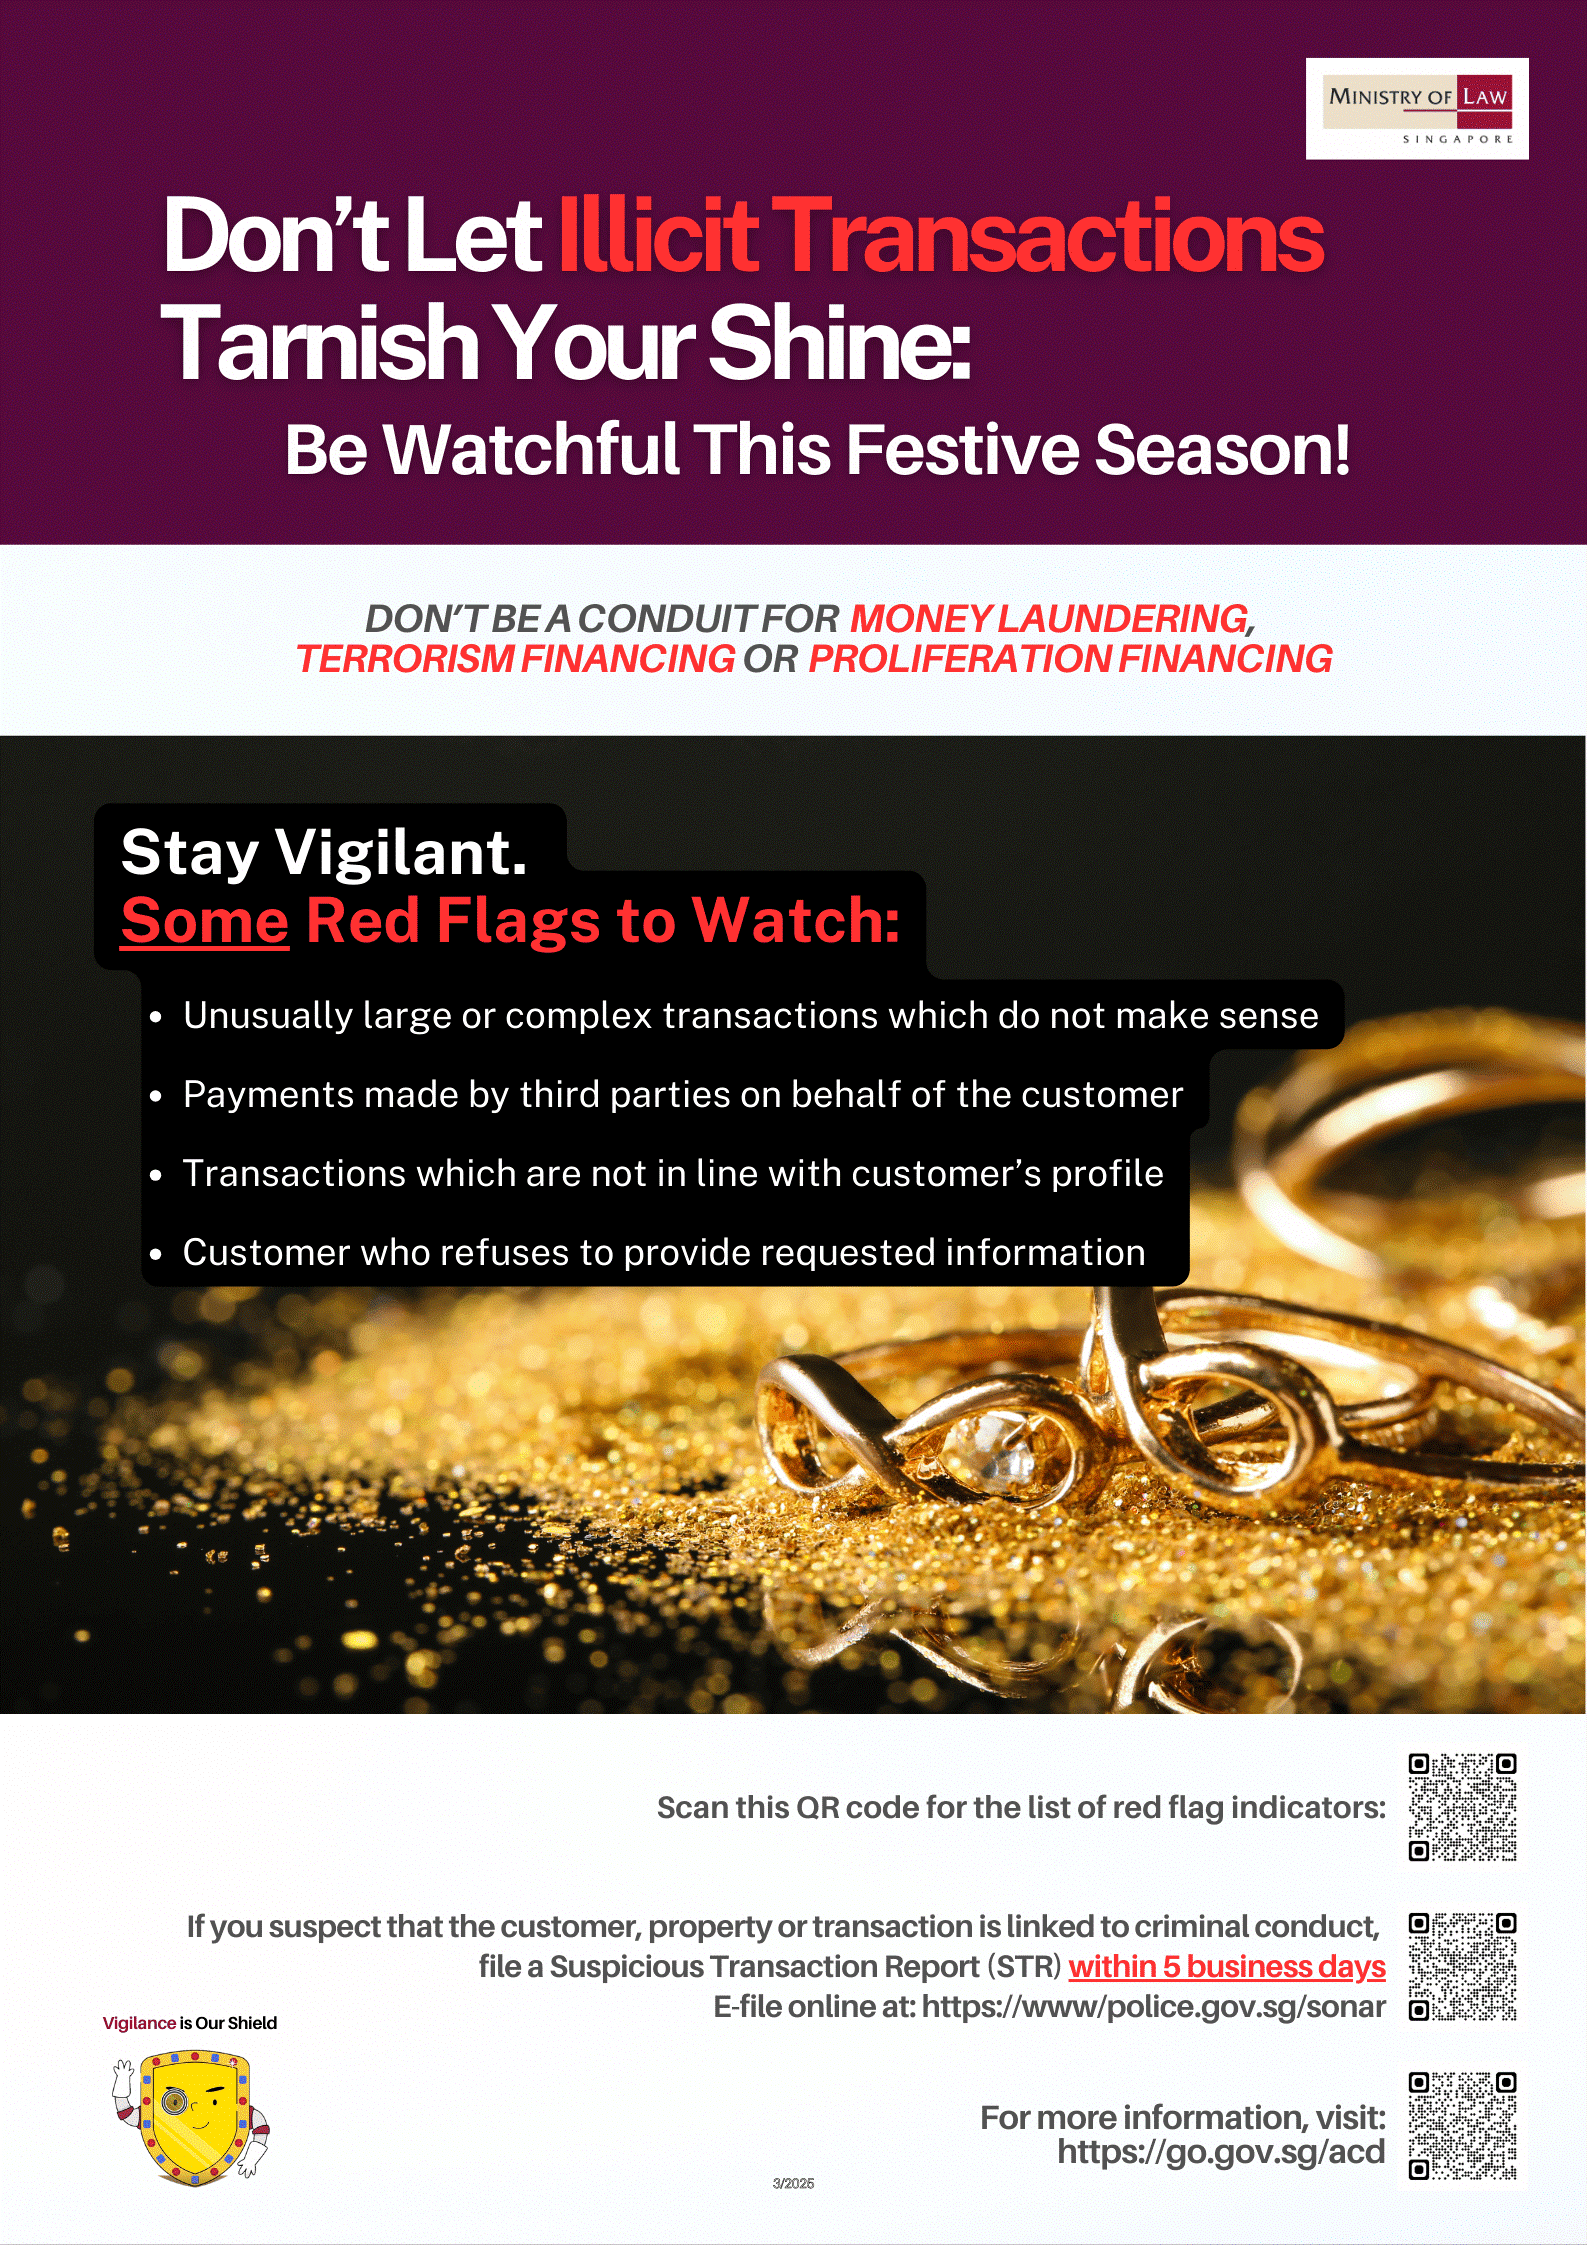 MINISTRY OF LAW
SINGAPORE
Don’t Let Illicit Transactions
Tarnish Your Shine:
Be Watchful This Festive Season!
DON’T BE A CONDUIT FOR MONEY LAUNDERING,
TERRORISM FINANCING OR PROLIFERATION FINANCING
Stay Vigilant.
Some Red Flags to Watch:
• Unusually large or complex transactions which do not make sense
• Payments made by third parties on behalf of the customer
• Transactions which are not in line with customer’s profile
• Customer who refuses to provide requested information
Scan this QR code for the list of red flag indicators:
If you suspect that the customer, property or transaction is linked to criminal conduct,
file a Suspicious Transaction Report (STR) within 5 business days
E-file online at: https://www/police.gov.sg/sonar
Vigilance is Our Shield
For more information, visit:
https://go.gov.sg/acd
3/2025